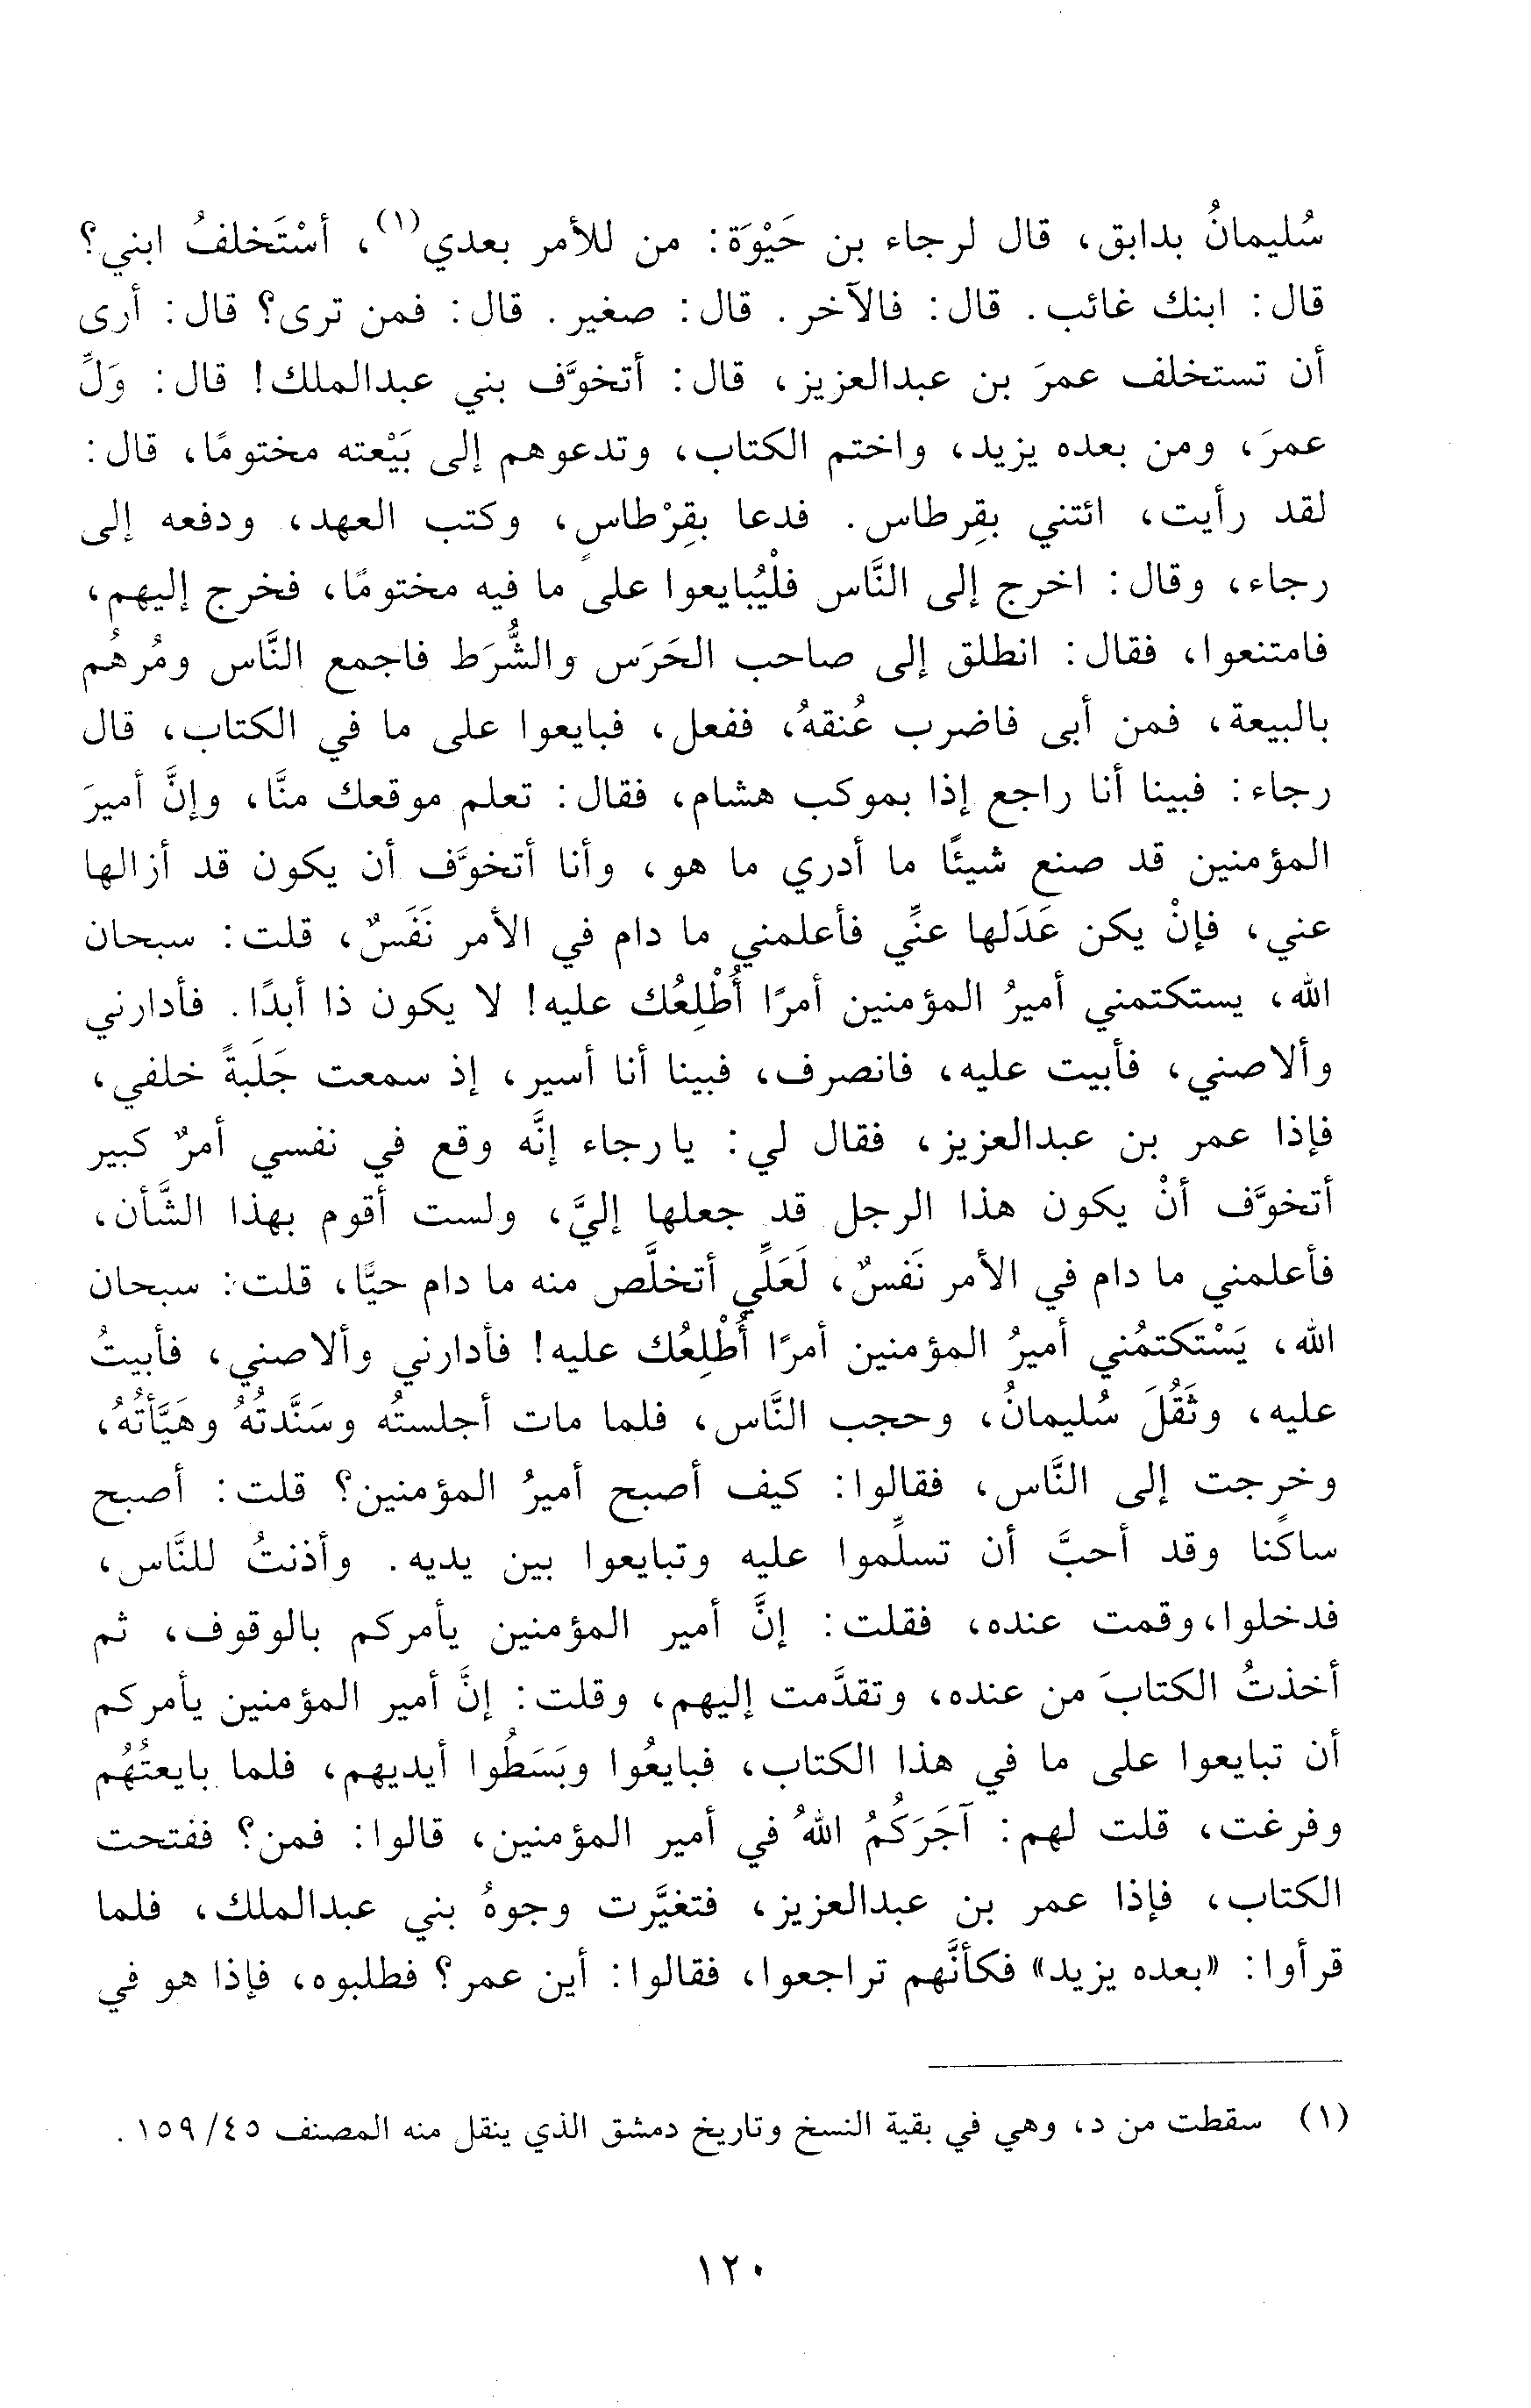 سُليمانُ بدابق، قال لرجاء بن حَيْوَة: من للأمر بعدي(١)، أسْتَخلفُ ابني؟
قال: ابنك غائب. قال: فالآخر. قال: صغير. قال: فمن ترى؟ قال: أرى
أن تستخلف عمرَ بن عبدالعزيز، قال: أتخوَّف بني عبدالملك! قال: وَلِّ
عمرَ، ومن بعده يزيد، واختم الكتاب، وتدعوهم إلى بَيْعته مختومًا، قال:
لقد رأيت، ائتني بقِرطاس. فدعا بقِرْطاسٍ، وكتب العهد، ودفعه إلى
رجاء، وقال: اخرج إلى النَّاس فلْيُبايعوا على ما فيه مختومًا، فخرج إليهم،
فامتنعوا، فقال: انطلق إلى صاحب الحَرَس والشُّرَط فاجمع النَّاس ومُرهُم
بالبيعة، فمن أبى فاضرب عُنقهُ، ففعل، فبايعوا على ما في الكتاب، قال
رجاء: فبينا أنا راجع إذا بموكب هشام، فقال: تعلم موقعك منَّا، وإنَّ أميرَ
المؤمنين قد صنع شيئًا ما أدري ما هو، وأنا أتخوَّف أن يكون قد أزالها
عني، فإنْ يكن عَدَلها عنِّي فأعلمني ما دام في الأمر نَفَسٌ، قلت: سبحان
الله، يستكتمني أميرُ المؤمنين أمرًا أُطْلِعُك عليه! لا يكون ذا أبدًا. فأدارني
وألاصني، فأبيت عليه، فانصرف، فبينا أنا أسير، إذ سمعت جَلَبةً خلفي،
فإذا عمر بن عبدالعزيز، فقال لي: يارجاء إنَّه وقع في نفسي أمرٌ كبير
أتخوَّف أنْ يكون هذا الرجل قد جعلها إليَّ، ولست أقوم بهذا الشَّأن،
فأعلمني ما دام في الأمر نَفسٌ، لَعَلِّي أتخلَّص منه ما دام حيًّا، قلت: سبحان
الله، يَسْتكتمُني أميرُ المؤمنين أمرًا أُطْلِعُك عليه! فأدارني وألاصني، فأبيتُ
عليه، وثَقُلَ سُليمانُ، وحجب النَّاس، فلما مات أجلستُه وسَنَّدتُهُ وهَيَّأتُهُ،
وخرجت إلى النَّاس، فقالوا: كيف أصبح أميرُ المؤمنين؟ قلت: أصبح
ساكنًا وقد أحبَّ أن تسلِّموا عليه وتبايعوا بين يديه. وأذنتُ للنَّاس،
فدخلوا، وقمت عنده، فقلت: إنَّ أمير المؤمنين يأمركم بالوقوف، ثم
أخذتُ الكتابَ من عنده، وتقدَّمت إليهم، وقلت: إنَّ أمير المؤمنين يأمركم
أن تبايعوا على ما في هذا الكتاب، فبايعُوا وبَسَطُوا أيديهم، فلما بايعتُهُم
وفرغت، قلت لهم: آجَرَكُمُ اللهُ في أمير المؤمنين، قالوا: فمن؟ ففتحت
الكتاب، فإذا عمر بن عبدالعزيز، فتغيَّرت وجوهُ بني عبدالملك، فلما
قرأوا: «بعده يزيد» فكأنَّهم تراجعوا، فقالوا: أين عمر؟ فطلبوه، فإذا هو في
(١) سقطت من د، وهي في بقية النسخ وتاريخ دمشق الذي ينقل منه المصنف ٤٥/ ١٥٩.
١٢٠